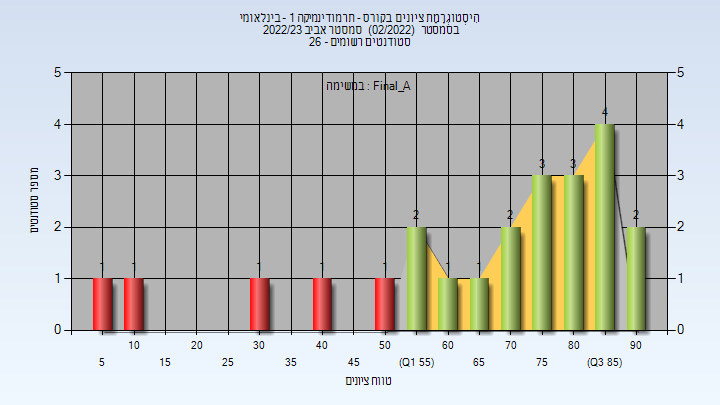 הִיסְטוֹגְרָמַת ציונים בקורס - תרמודינמיקה 1 - בינלאומי
בסמסטר (02/2022) סמסטר אביב 2022/23
סטודנטים רשומים - 26
במשימה : Final_A
מספר סטודנטים
5 5
4 4
3 3
2 2
1 1
0 0
1 1 1 1 1 2 1 1 2 3 3 4 2
10 20 30 40 50 60 70 80 90
5 15 25 35 45 (Q1 55) 65 75 (Q3 85)
טווח ציונים